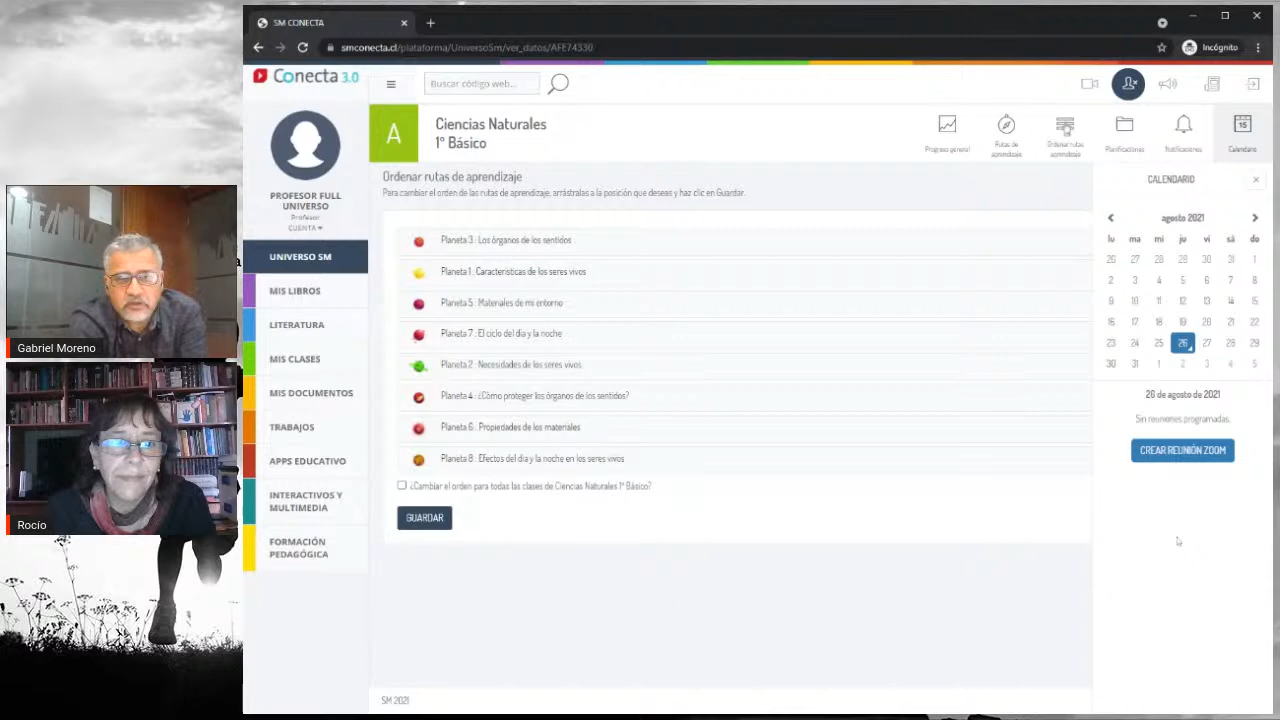 SM CONECTA
smconecta.cl/plataforma/UniversoSm/ver_datos/AFE74330
Incógnito
Conecta 3.0
Buscar código web...
A
Ciencias Naturales
1° Básico
Progreso general
Rutas de aprendizaje
Ordenar rutas aprendizaje
Planificaciones
Notificaciones
15
Calendario
PROFESOR FULL
UNIVERSO
Profesor
CUENTA
UNIVERSO SM
MIS LIBROS
LITERATURA
MIS CLASES
MIS DOCUMENTOS
TRABAJOS
APPS EDUCATIVO
INTERACTIVOS Y
MULTIMEDIA
FORMACIÓN
PEDAGÓGICA
Ordenar rutas de aprendizaje
Para cambiar el orden de las rutas de aprendizaje, arrástralas a la posición que deseas y haz clic en Guardar.
Planeta 3 : Los órganos de los sentidos
Planeta 1 : Características de los seres vivos
Planeta 5 : Materiales de mi entorno
Planeta 7 : El ciclo del día y la noche
Planeta 2 : Necesidades de los seres vivos
Planeta 4 : ¿Cómo proteger los órganos de los sentidos?
Planeta 6 : Propiedades de los materiales
Planeta 8 : Efectos del día y la noche en los seres vivos
¿Cambiar el orden para todas las clases de Ciencias Naturales 1° Básico?
GUARDAR
CALENDARIO
agosto 2021
lu ma mi ju vi sá do
26 27 28 29 30 31 1
2 3 4 5 6 7 8
9 10 11 12 13 14 15
16 17 18 19 20 21 22
23 24 25 26 27 28 29
30 31 1 2 3 4 5
26 de agosto de 2021
Sin reuniones programadas.
CREAR REUNIÓN ZOOM
SM 2021
Gabriel Moreno
Rocío